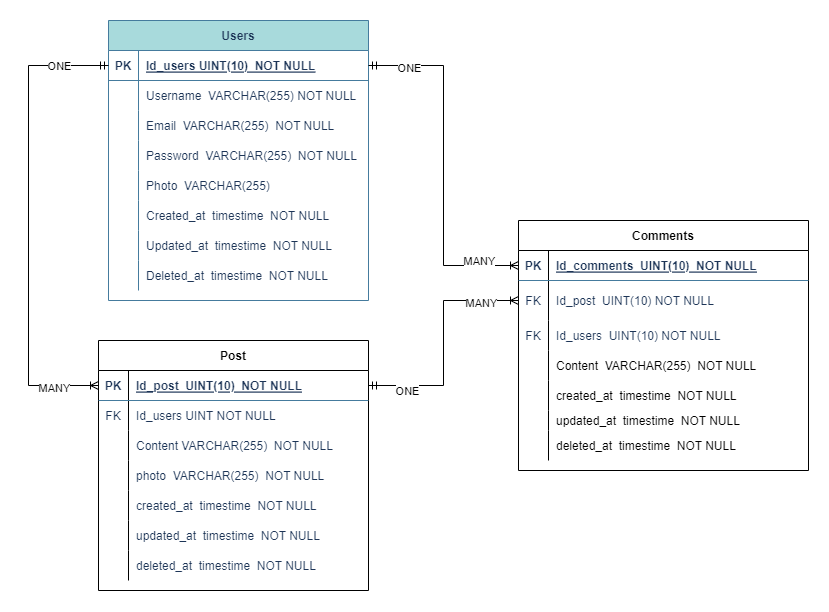 Users
PK Id_users UINT(10) NOT NULL
Username VARCHAR(255) NOT NULL
Email VARCHAR(255) NOT NULL
Password VARCHAR(255) NOT NULL
Photo VARCHAR(255)
Created_at timestime NOT NULL
Updated_at timestime NOT NULL
Deleted_at timestime NOT NULL
ONE
ONE
MANY
MANY
Comments
PK Id_comments UINT(10) NOT NULL
FK Id_post UINT(10) NOT NULL
FK Id_users UINT(10) NOT NULL
Content VARCHAR(255) NOT NULL
created_at timestime NOT NULL
updated_at timestime NOT NULL
deleted_at timestime NOT NULL
Post
PK Id_post UINT(10) NOT NULL
FK Id_users UINT NOT NULL
Content VARCHAR(255) NOT NULL
photo VARCHAR(255) NOT NULL
created_at timestime NOT NULL
updated_at timestime NOT NULL
deleted_at timestime NOT NULL
MANY
ONE